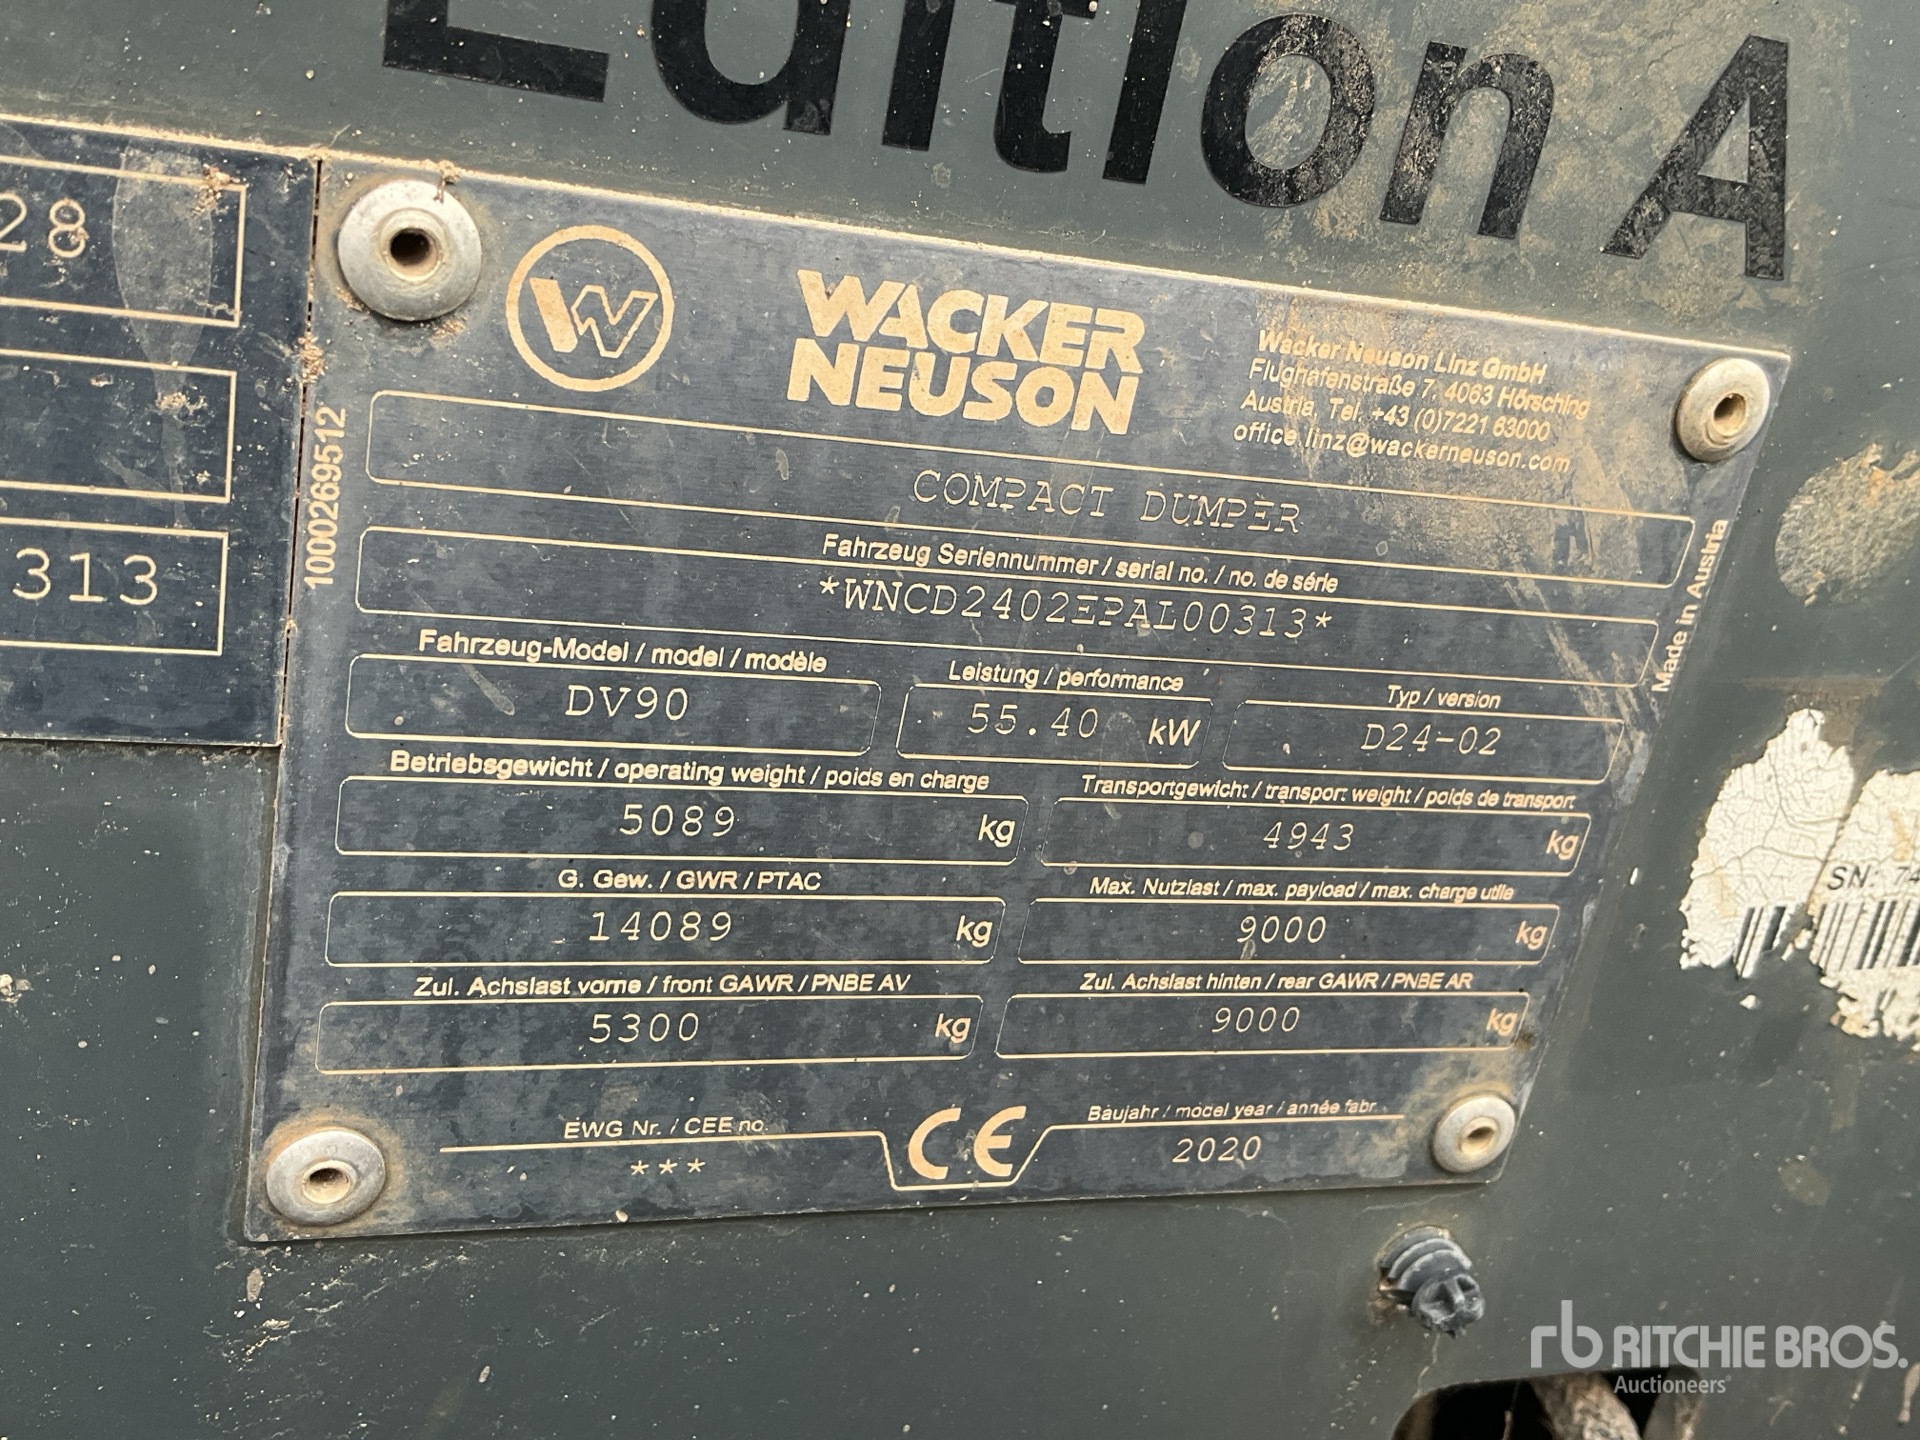 Edition A
28
313
1000269512
W
WACKER
NEUSON
Wacker Neuson Linz GmbH
Flughafenstraße 7, 4063 Hörsching
Austria, Tel. +43 (0)7221 63000
office.linz@wackerneuson.com
COMPACT DUMPER
Fahrzeug Seriennummer / serial no. / no. de série
*WNCD2402EPAL00313*
Made in Austria
Fahrzeug-Model / model / modèle
DV90
Leistung / performance
55.40 kW
Typ / version
D24-02
Betriebsgewicht / operating weight / poids en charge
5089 kg
Transportgewicht / transport weight / poids de transport
4943 kg
G. Gew. / GWR / PTAC
14089 kg
Max. Nutzlast / max. payload / max. charge utile
9000 kg
Zul. Achslast vorne / front GAWR / PNBE AV
5300 kg
Zul. Achslast hinten / rear GAWR / PNBE AR
9000 kg
EWG Nr. / CEE no.
***
CE
Baujahr / model year / année fabr.
2020
SN: 74
rb RITCHIE BROS.
Auctioneers